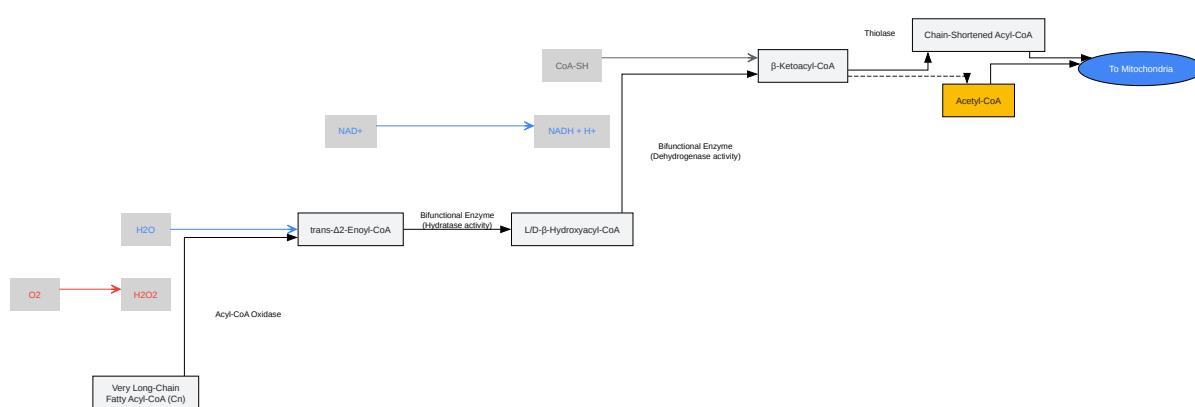 Thiolase
Chain-Shortened Acyl-CoA
CoA-SH
β-Ketoacyl-CoA
To Mitochondria
Acetyl-CoA
NAD+
NADH + H+
Bifunctional Enzyme
(Dehydrogenase activity)
H2O
trans-Δ2-Enoyl-CoA
Bifunctional Enzyme
(Hydratase activity)
L/D-β-Hydroxyacyl-CoA
O2
H2O2
Acyl-CoA Oxidase
Very Long-Chain
Fatty Acyl-CoA (Cn)